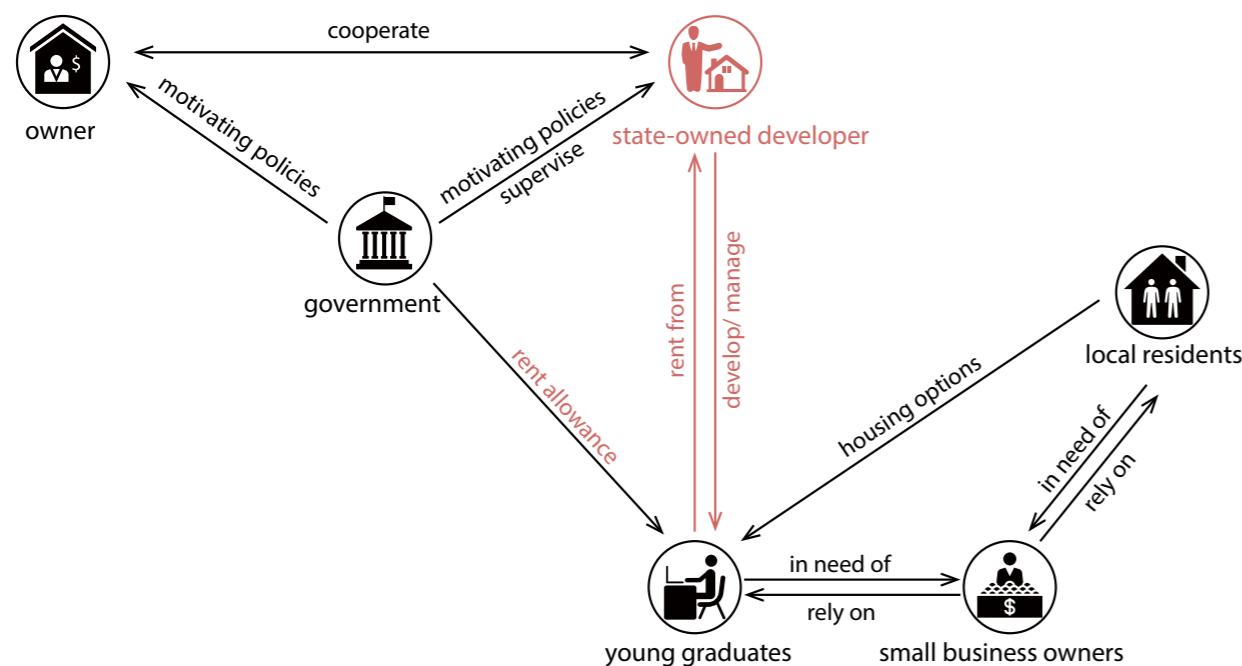 cooperate
$
owner
motivating policies
motivating policies
supervise
state-owned developer
government
rent allowance
rent from
develop/ manage
local residents
housing options
in need of
rely on
in need of
rely on
$
young graduates
small business owners